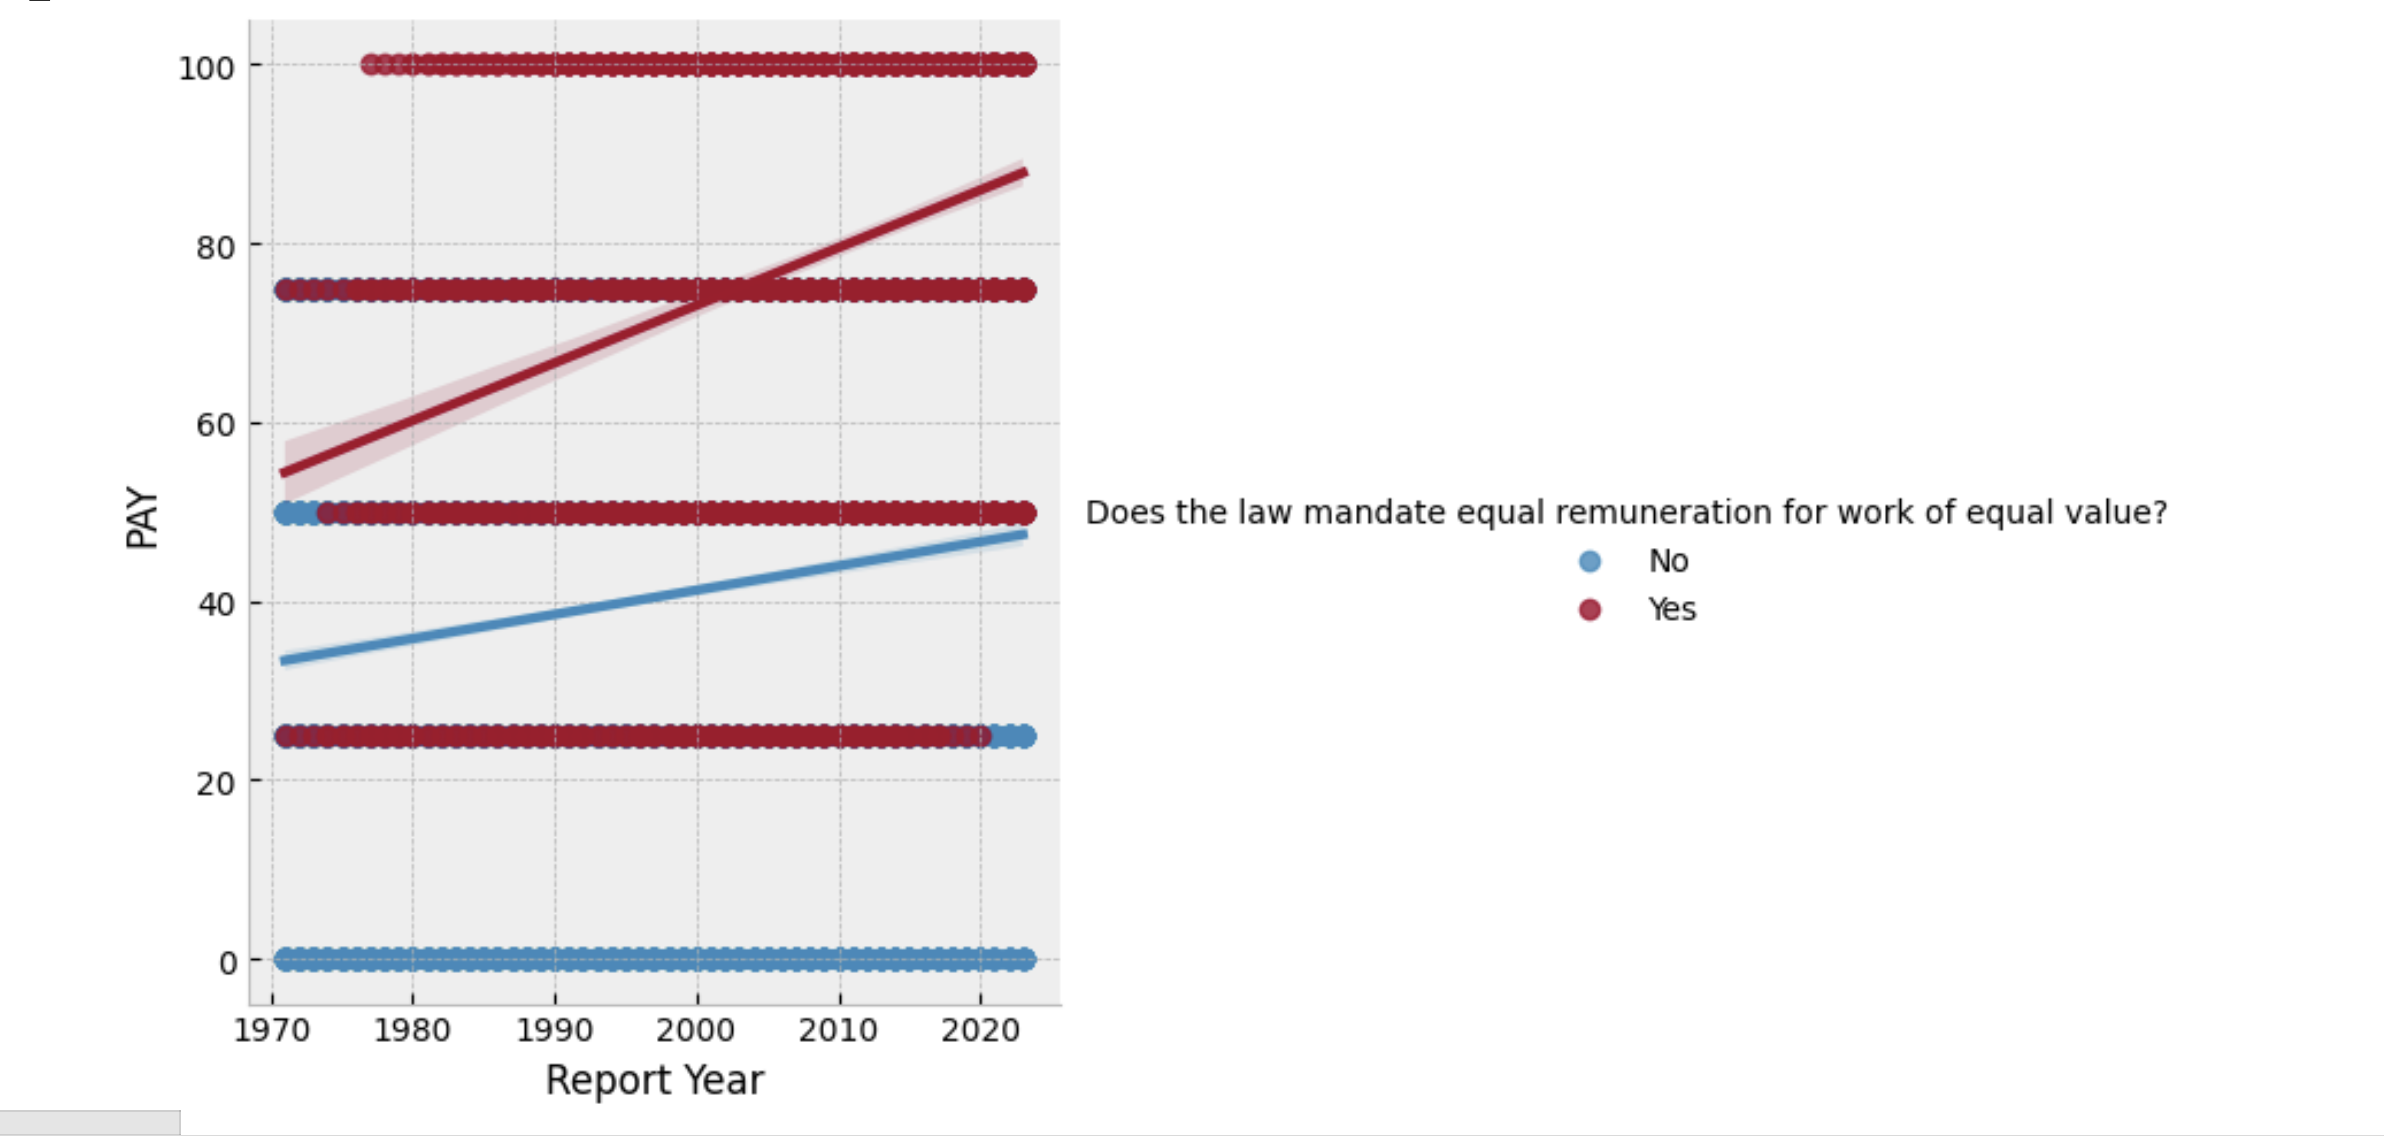 100
80
60
40
20
0
PAY
1970 1980 1990 2000 2010 2020
Report Year
Does the law mandate equal remuneration for work of equal value?
No
Yes